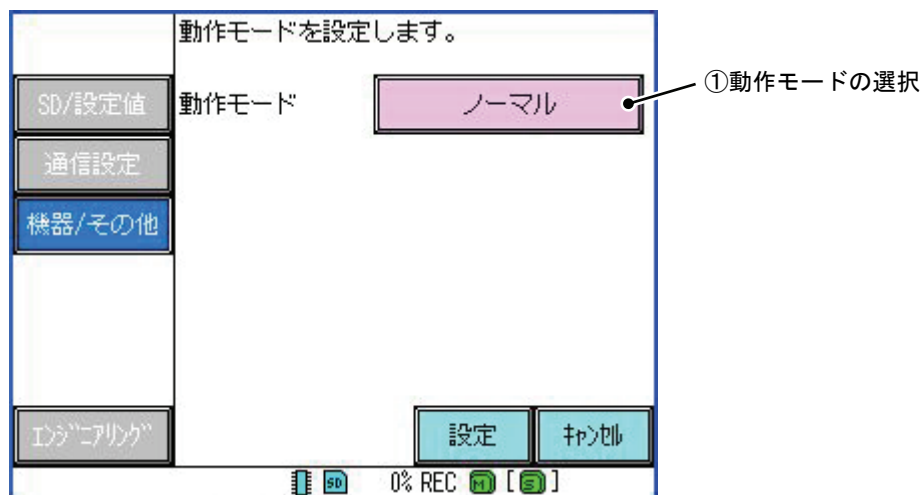 動作モードを設定します。
SD/設定値
動作モード
ノーマル
①動作モードの選択
通信設定
機器/その他
ｴﾝｼﾞﾆｱﾘﾝｸﾞ
設定
ｷｬﾝｾﾙ
SD 0% REC M [S]